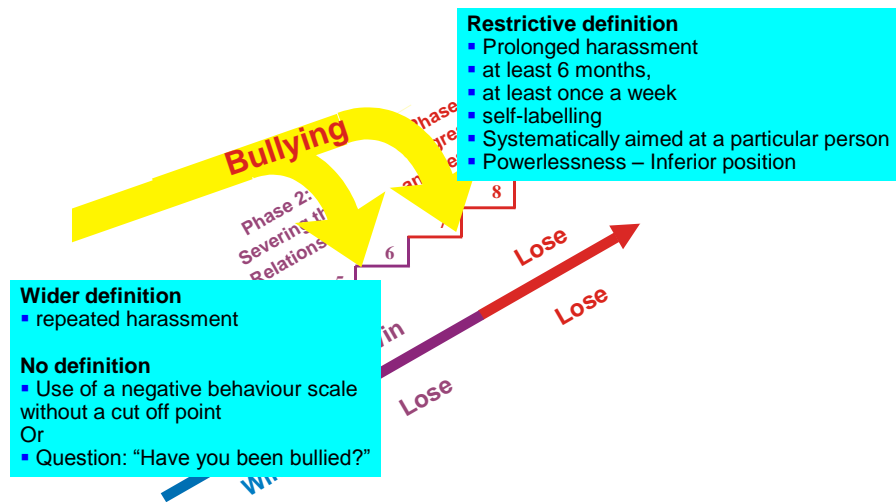 Restrictive definition
▪ Prolonged harassment
▪ at least 6 months,
▪ at least once a week
▪ self-labelling
▪ Systematically aimed at a particular person
▪ Powerlessness – Inferior position
Bullying
Phase
Phase 2:
Severing
8
6
Lose
Lose
Lose
Wider definition
▪ repeated harassment
No definition
▪ Use of a negative behaviour scale
without a cut off point
Or
▪ Question: “Have you been bullied?”